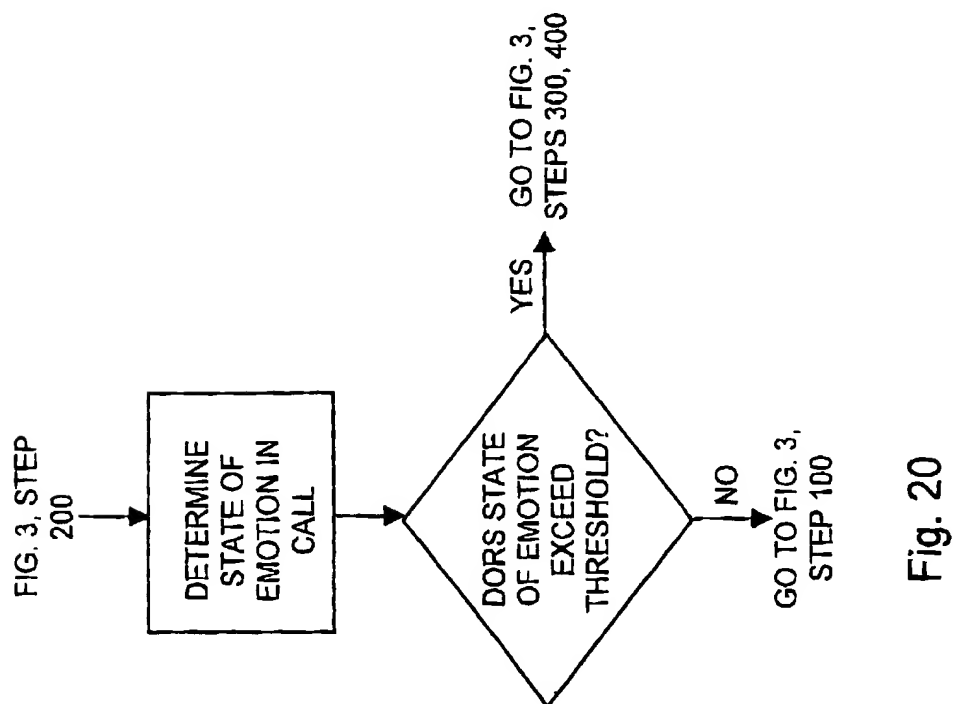 FIG. 3, STEP
200
DETERMINE
STATE OF
EMOTION IN
CALL
DORS STATE
OF EMOTION
EXCEED
THRESHOLD?
YES
GO TO FIG. 3,
STEPS 300, 400
NO
GO TO FIG. 3,
STEP 100
Fig. 20